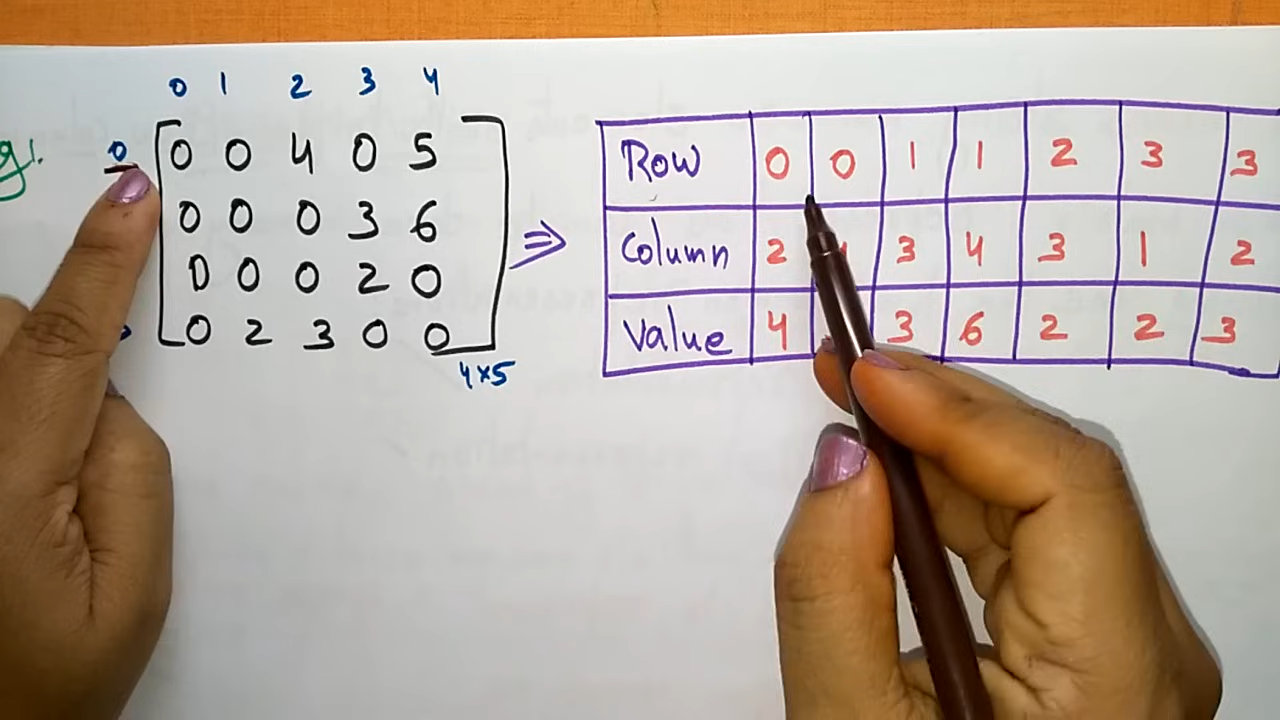 0 1 2 3 4
g1. 0 0 0 4 0 5
0 0 0 3 6
0 0 0 2 0
0 2 3 0 0
4×5
⇒
Row 0 0 1 1 2 3 3
Column 2 3 4 3 1 2
Value 4 3 6 2 2 3